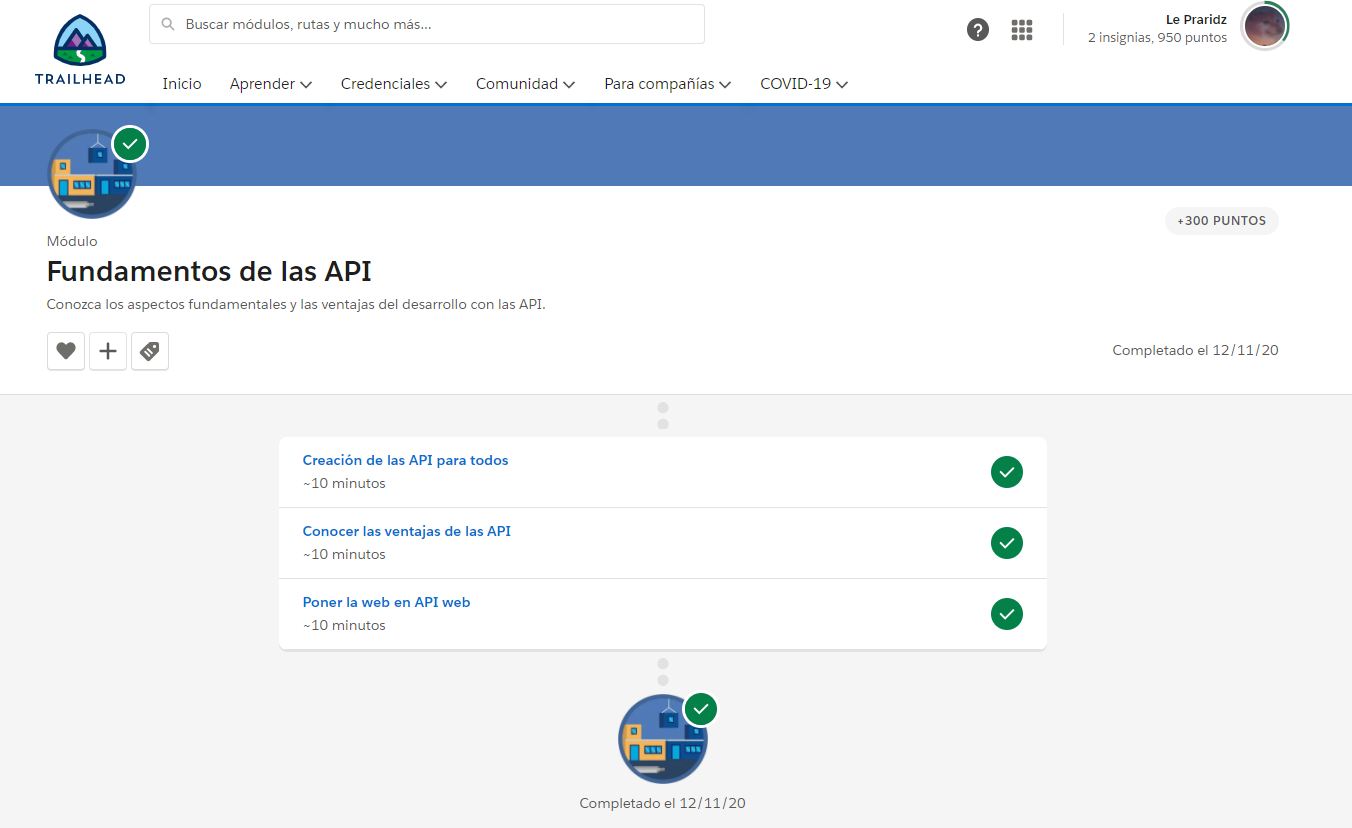 TRAILHEAD
Buscar módulos, rutas y mucho más...
Le Praridz
2 insignias, 950 puntos
Inicio Aprender Credenciales Comunidad Para compañías COVID-19
+300 PUNTOS
Módulo
Fundamentos de las API
Conozca los aspectos fundamentales y las ventajas del desarrollo con las API.
Completado el 12/11/20
Creación de las API para todos
~10 minutos
Conocer las ventajas de las API
~10 minutos
Poner la web en API web
~10 minutos
Completado el 12/11/20